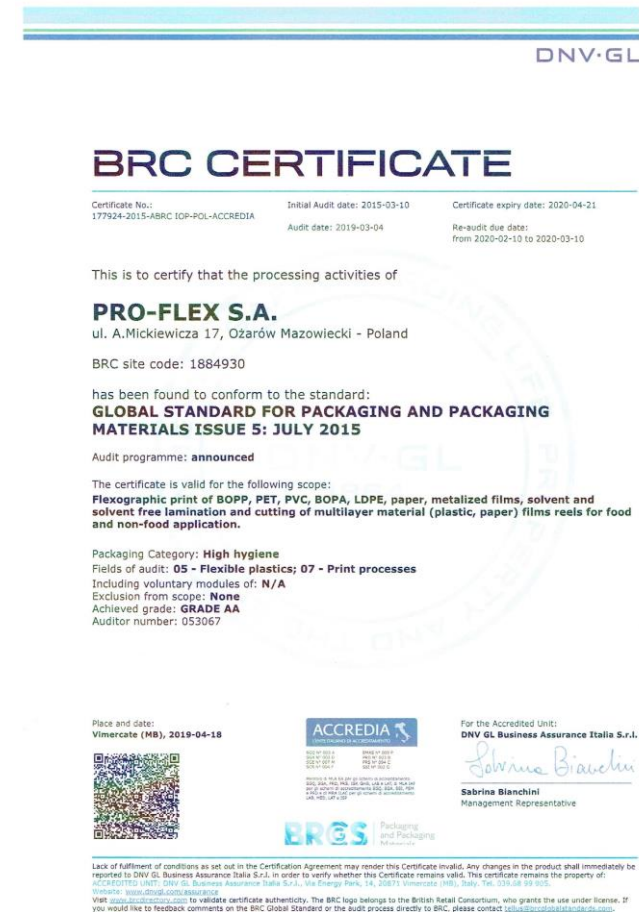 DNV·GL
BRC CERTIFICATE
Certificate No.:
177924-2015-ABRC IOP-POL-ACCREDIA
Initial Audit date: 2015-03-10
Audit date: 2019-03-04
Certificate expiry date: 2020-04-21
Re-audit due date:
from 2020-02-10 to 2020-03-10
This is to certify that the processing activities of
PRO-FLEX S.A.
ul. A.Mickiewicza 17, Ożarów Mazowiecki - Poland
BRC site code: 1884930
has been found to conform to the standard:
GLOBAL STANDARD FOR PACKAGING AND PACKAGING
MATERIALS ISSUE 5: JULY 2015
Audit programme: announced
The certificate is valid for the following scope:
Flexographic print of BOPP, PET, PVC, BOPA, LDPE, paper, metalized films, solvent and
solvent free lamination and cutting of multilayer material (plastic, paper) films reels for food
and non-food application.
Packaging Category: High hygiene
Fields of audit: 05 - Flexible plastics; 07 - Print processes
Including voluntary modules of: N/A
Exclusion from scope: None
Achieved grade: GRADE AA
Auditor number: 053067
Place and date:
Vimercate (MB), 2019-04-18
ACCREDIA
For the Accredited Unit:
DNV GL Business Assurance Italia S.r.l.
Sabrina Bianchini
Sabrina Bianchini
Management Representative
BRGS
Packaging
and Packaging
Materials
Lack of fulfilment of conditions as set out in the Certification Agreement may render this Certificate invalid. Any changes in the product shall immediately be
reported to DNV GL Business Assurance Italia S.r.l. in order to verify whether this Certificate remains valid. This certificate remains the property of:
ACCREDITED UNIT: DNV GL Business Assurance Italia S.r.l., Via Energy Park, 14, 20871 Vimercate (MB), Italy. Tel. 039.68 99 905.
Website: www.dnvgl.com/assurance
Visit www.brcdirectory.com to validate certificate authenticity. The BRC logo belongs to the British Retail Consortium, who grants the use under license. If
you would like to feedback comments on the BRC Global Standard or the audit process directly to BRC, please contact tellus@brcglobalstandards.com.